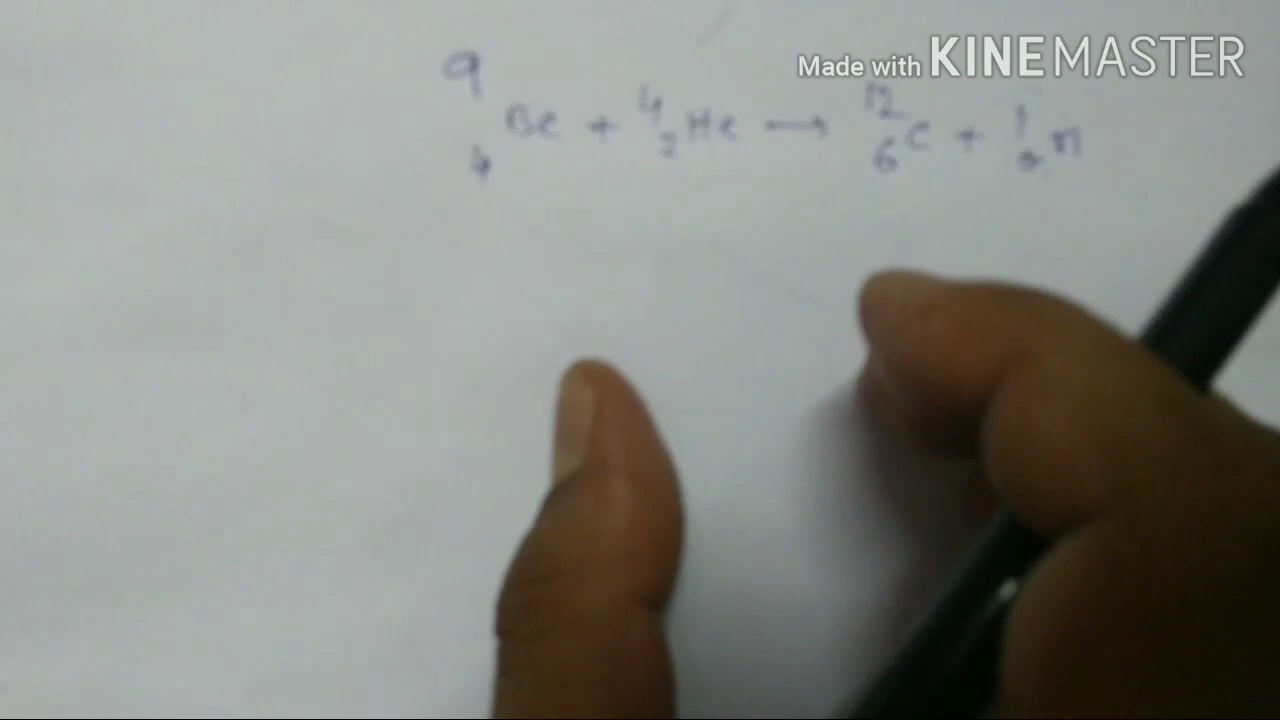 Made with KINEMASTER
⁹₄Be + ⁴₂He → ¹²₆C + ¹₀n